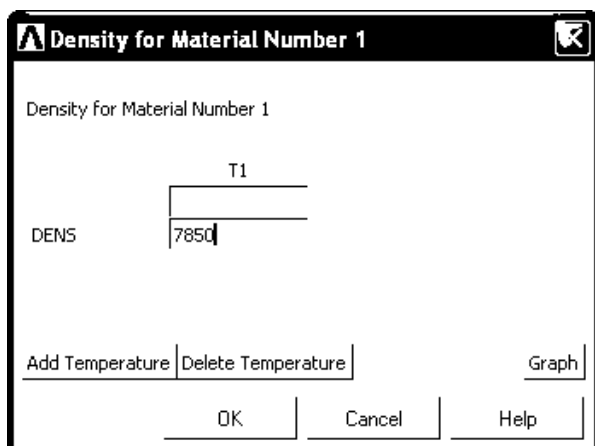 Density for Material Number 1
Density for Material Number 1
T1
DENS 7850
Add Temperature Delete Temperature Graph
OK Cancel Help